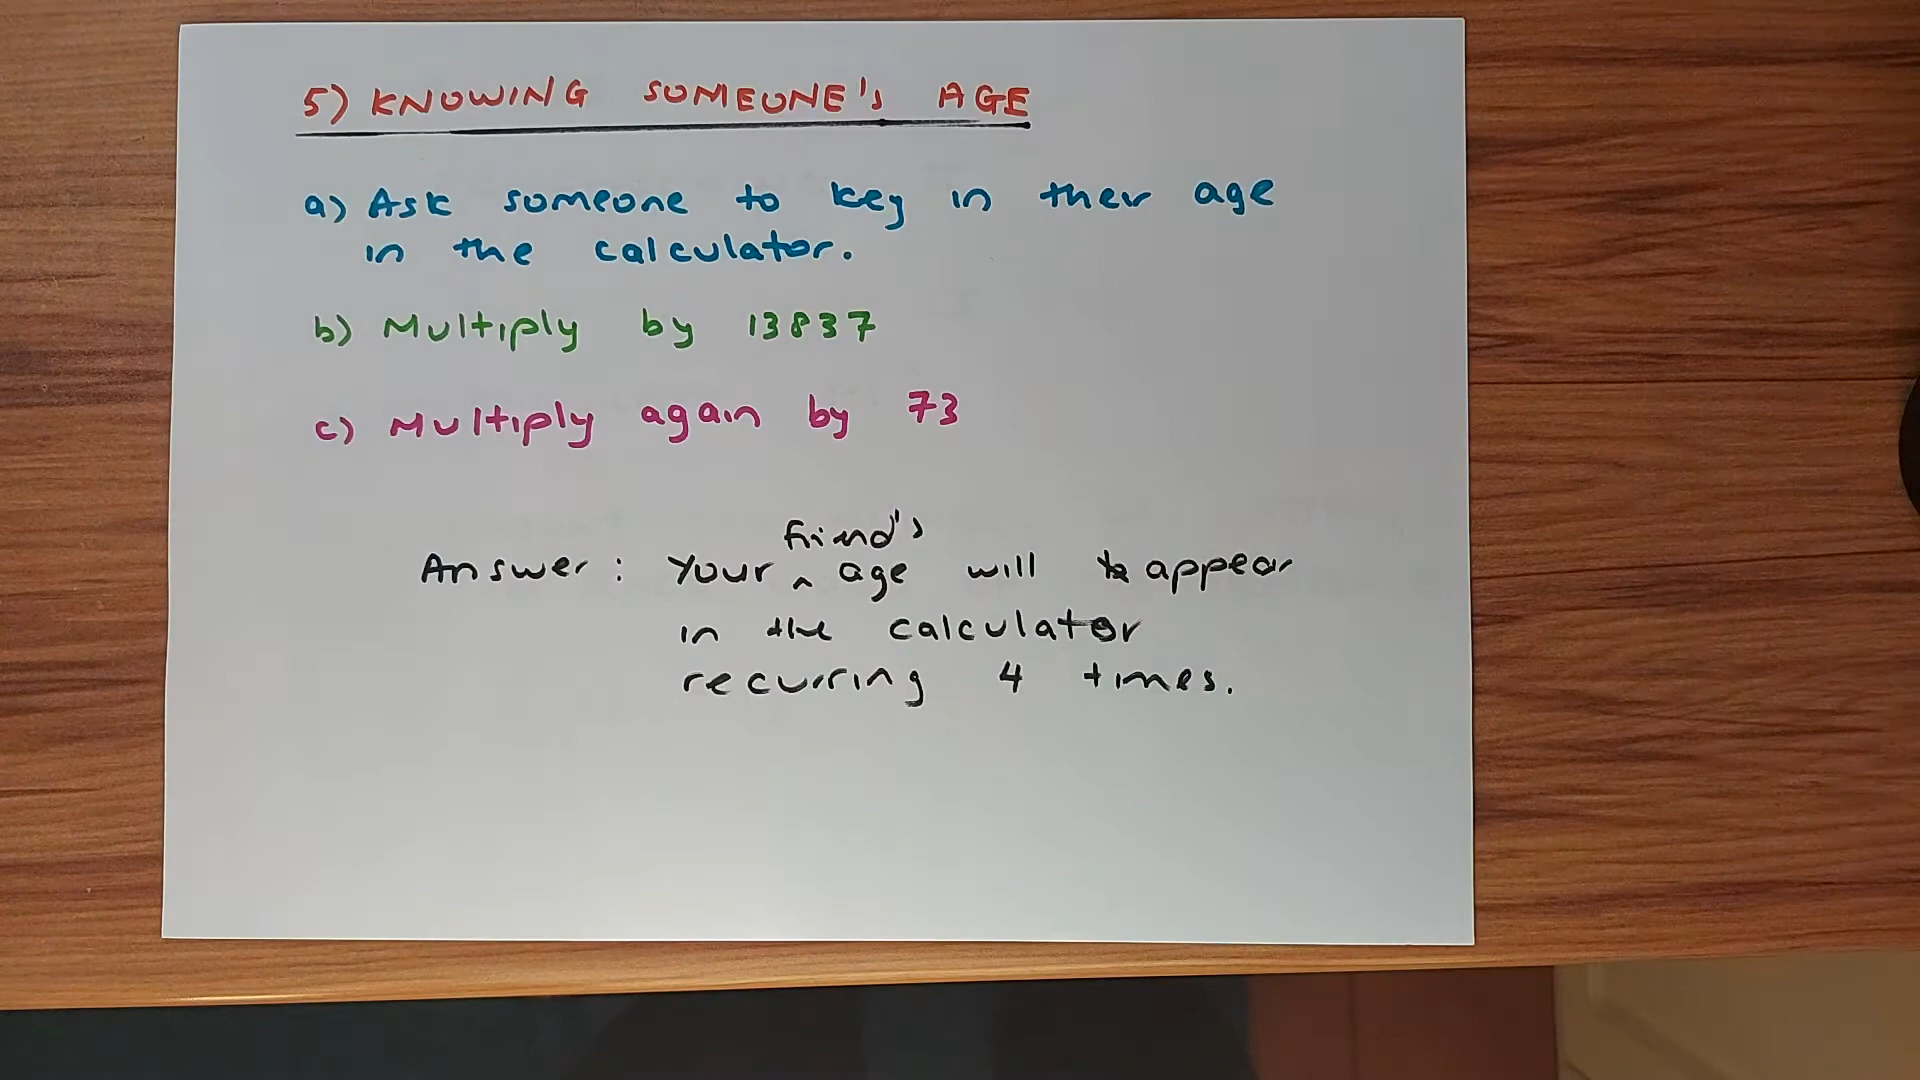 5) KNOWING SOMEONE's AGE
a) Ask someone to key in their age
in the calculator.
b) Multiply by 13837
c) Multiply again by 73
friend's
Answer : Your ^ age will appear
in the calculator
recurring 4 times.